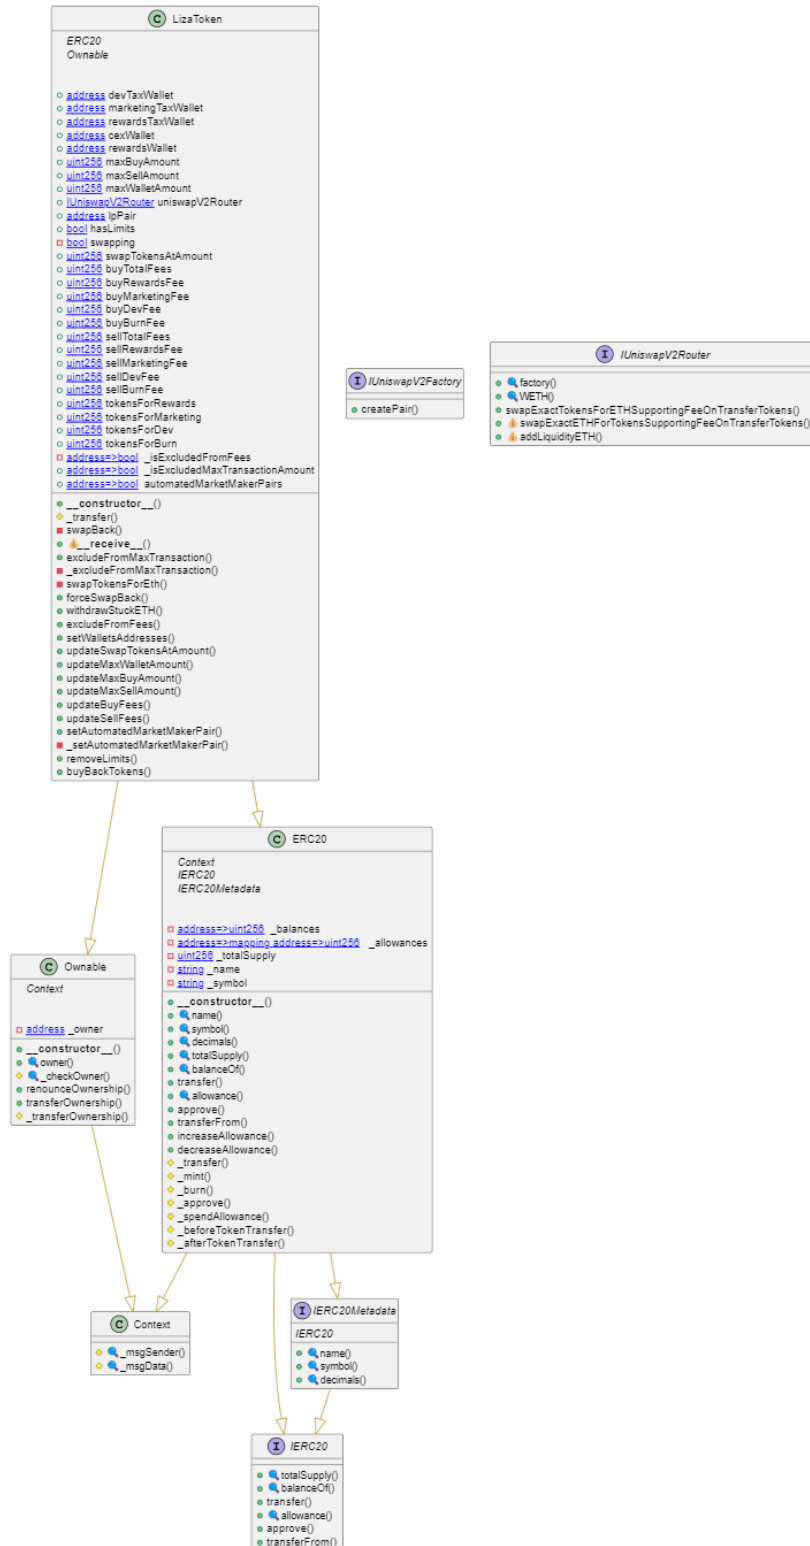 C LizaToken
ERC20
Ownable
address devTaxWallet
address marketingTaxWallet
address rewardsTaxWallet
address cexWallet
address rewardsWallet
uint256 maxBuyAmount
uint256 maxSellAmount
uint256 maxWalletAmount
IUniswapV2Router uniswapV2Router
address lpPair
bool hasLimits
bool swapping
uint256 swapTokensAtAmount
uint256 buyTotalFees
uint256 buyRewardsFee
uint256 buyMarketingFee
uint256 buyDevFee
uint256 buyBurnFee
uint256 sellTotalFees
uint256 sellRewardsFee
uint256 sellMarketingFee
uint256 sellDevFee
uint256 sellBurnFee
uint256 tokensForRewards
uint256 tokensForMarketing
uint256 tokensForDev
uint256 tokensForBurn
address=>bool _isExcludedFromFees
address=>bool _isExcludedMaxTransactionAmount
address=>bool automatedMarketMakerPairs
__constructor__()
_transfer()
swapBack()
__receive__()
excludeFromMaxTransaction()
_excludeFromMaxTransaction()
swapTokensForEth()
forceSwapBack()
withdrawStuckETH()
excludeFromFees()
setWalletsAddresses()
updateSwapTokensAtAmount()
updateMaxWalletAmount()
updateMaxBuyAmount()
updateMaxSellAmount()
updateBuyFees()
updateSellFees()
setAutomatedMarketMakerPair()
_setAutomatedMarketMakerPair()
removeLimits()
buyBackTokens()
I IUniswapV2Factory
createPair()
I IUniswapV2Router
factory()
WETH()
swapExactTokensForETHSupportingFeeOnTransferTokens()
swapExactETHForTokensSupportingFeeOnTransferTokens()
addLiquidityETH()
C ERC20
Context
IERC20
IERC20Metadata
address=>uint256 _balances
address=>mapping address=>uint256 _allowances
uint256 _totalSupply
string _name
string _symbol
__constructor__()
name()
symbol()
decimals()
totalSupply()
balanceOf()
transfer()
allowance()
approve()
transferFrom()
increaseAllowance()
decreaseAllowance()
_transfer()
_mint()
_burn()
_approve()
_spendAllowance()
_beforeTokenTransfer()
_afterTokenTransfer()
C Ownable
Context
address _owner
__constructor__()
owner()
_checkOwner()
renounceOwnership()
transferOwnership()
_transferOwnership()
C Context
_msgSender()
_msgData()
I IERC20Metadata
IERC20
name()
symbol()
decimals()
I IERC20
totalSupply()
balanceOf()
transfer()
allowance()
approve()
transferFrom()